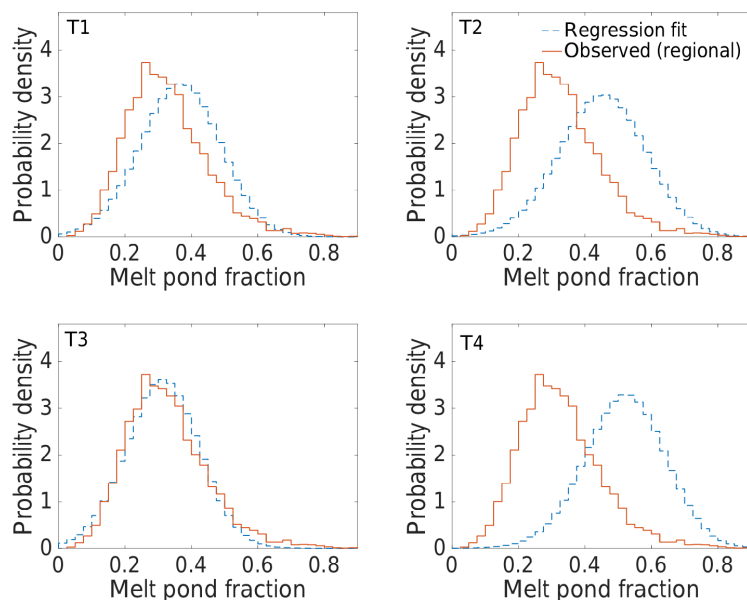 T1
4
3
2
1
0
Probability density
0 0.2 0.4 0.6 0.8
Melt pond fraction
T2
Regression fit
Observed (regional)
4
3
2
1
0
Probability density
0 0.2 0.4 0.6 0.8
Melt pond fraction
T3
4
3
2
1
0
Probability density
0 0.2 0.4 0.6 0.8
Melt pond fraction
T4
4
3
2
1
0
Probability density
0 0.2 0.4 0.6 0.8
Melt pond fraction